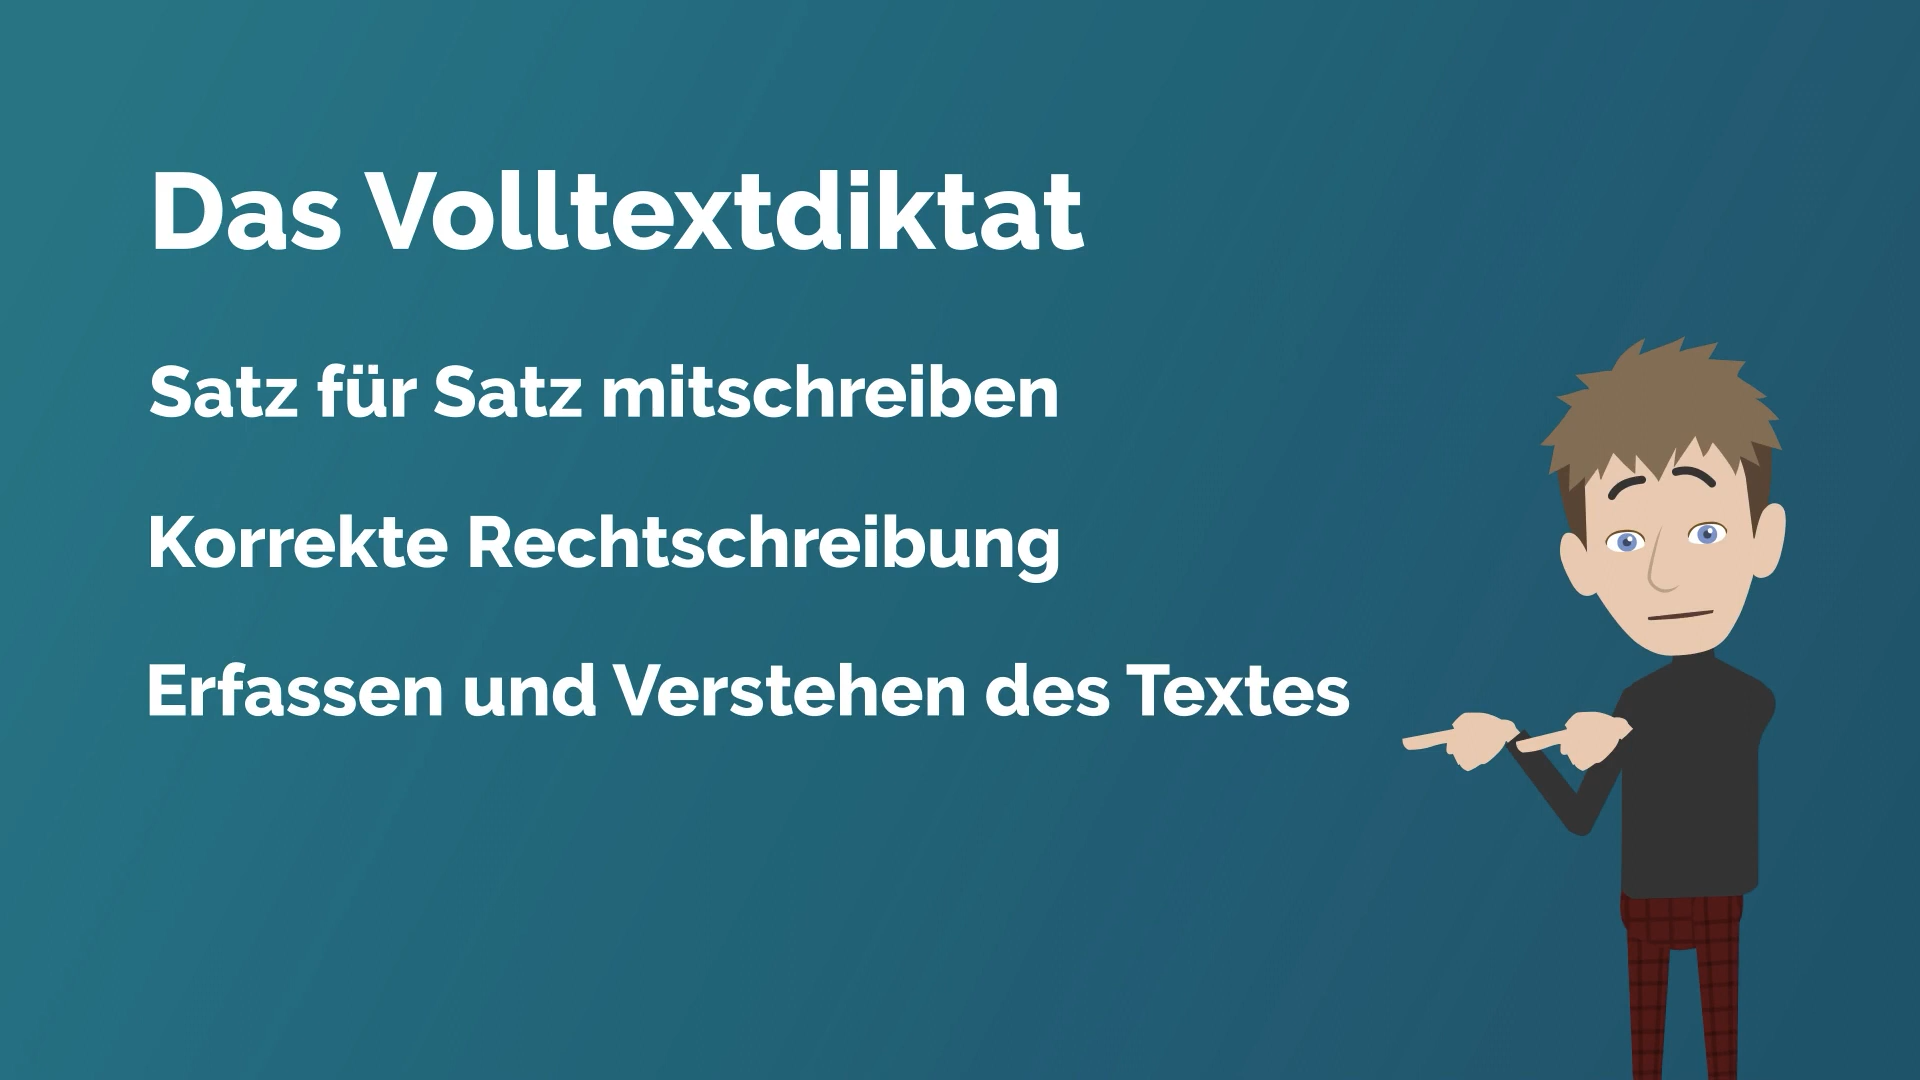 Das Volltextdiktat
Satz für Satz mitschreiben
Korrekte Rechtschreibung
Erfassen und Verstehen des Textes